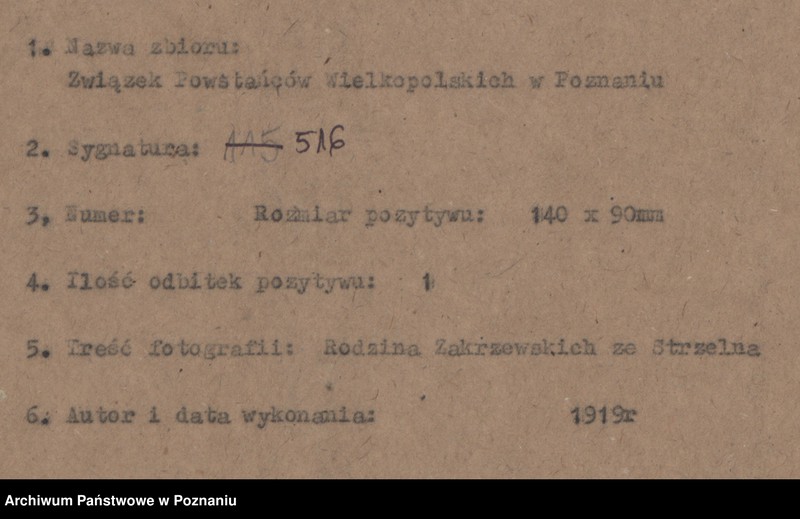 1. Nazwa zbioru:
Związek Powstańców Wielkopolskich w Poznaniu
2. Sygnatura: 115 516
3, Numer: Rozmiar pozytywu: 140 x 90mm
4. Ilość odbitek pozytywu: 1
5. Treść fotografii: Rodzina Zakrzewskich ze Strzelna
6. Autor i data wykonania: 1919r
Archiwum Państwowe w Poznaniu